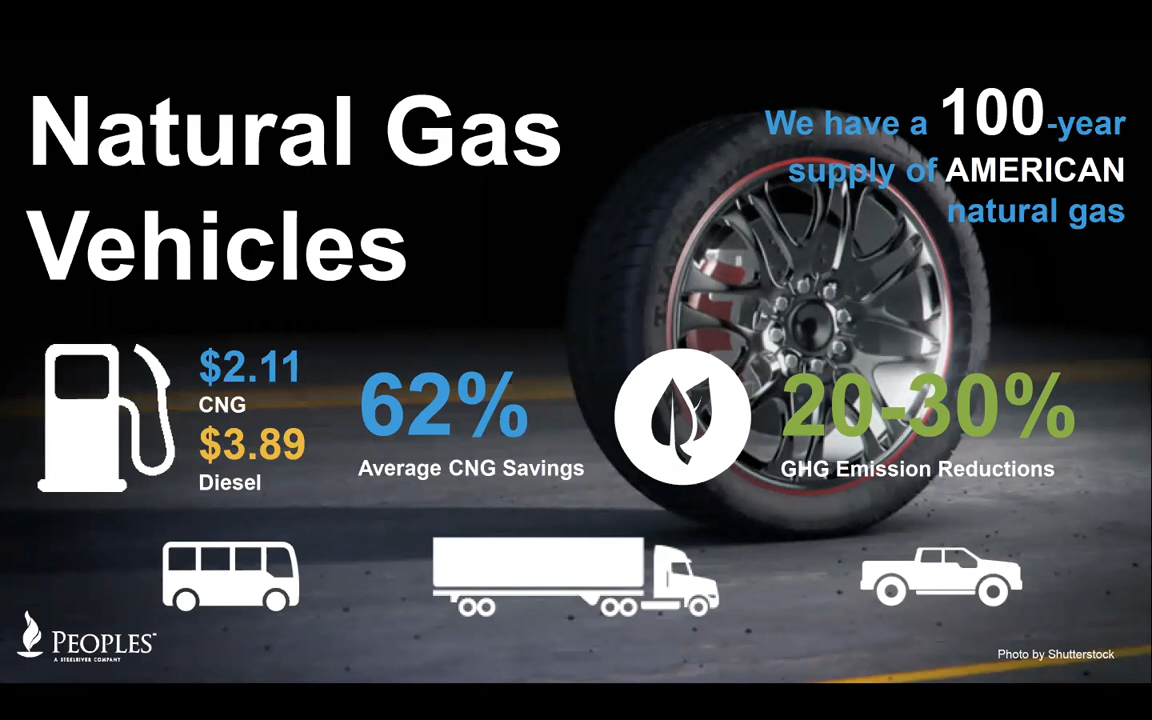 Natural Gas
Vehicles
We have a 100-year
supply of AMERICAN
natural gas
$2.11
CNG
$3.89
Diesel
62%
Average CNG Savings
20-30%
GHG Emission Reductions
PEOPLES™
A STEELRIVER COMPANY
Photo by Shutterstock